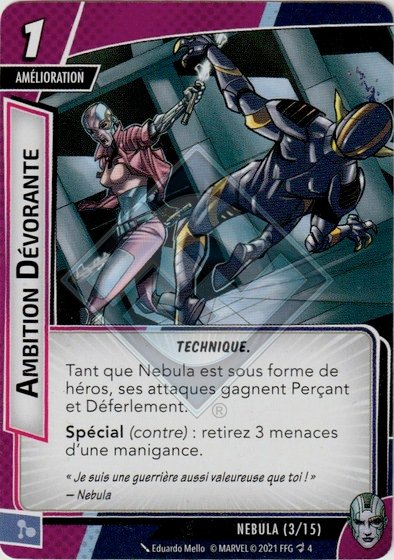 1
AMÉLIORATION
AMBITION DÉVORANTE
TECHNIQUE.
Tant que Nebula est sous forme de
héros, ses attaques gagnent Perçant
et Déferlement.
®
Spécial (contre) : retirez 3 menaces
d'une manigance.
« Je suis une guerrière aussi valeureuse que toi ! »
— Nebula
NEBULA (3/15)
Eduardo Mello © MARVEL © 2021 FFG 4